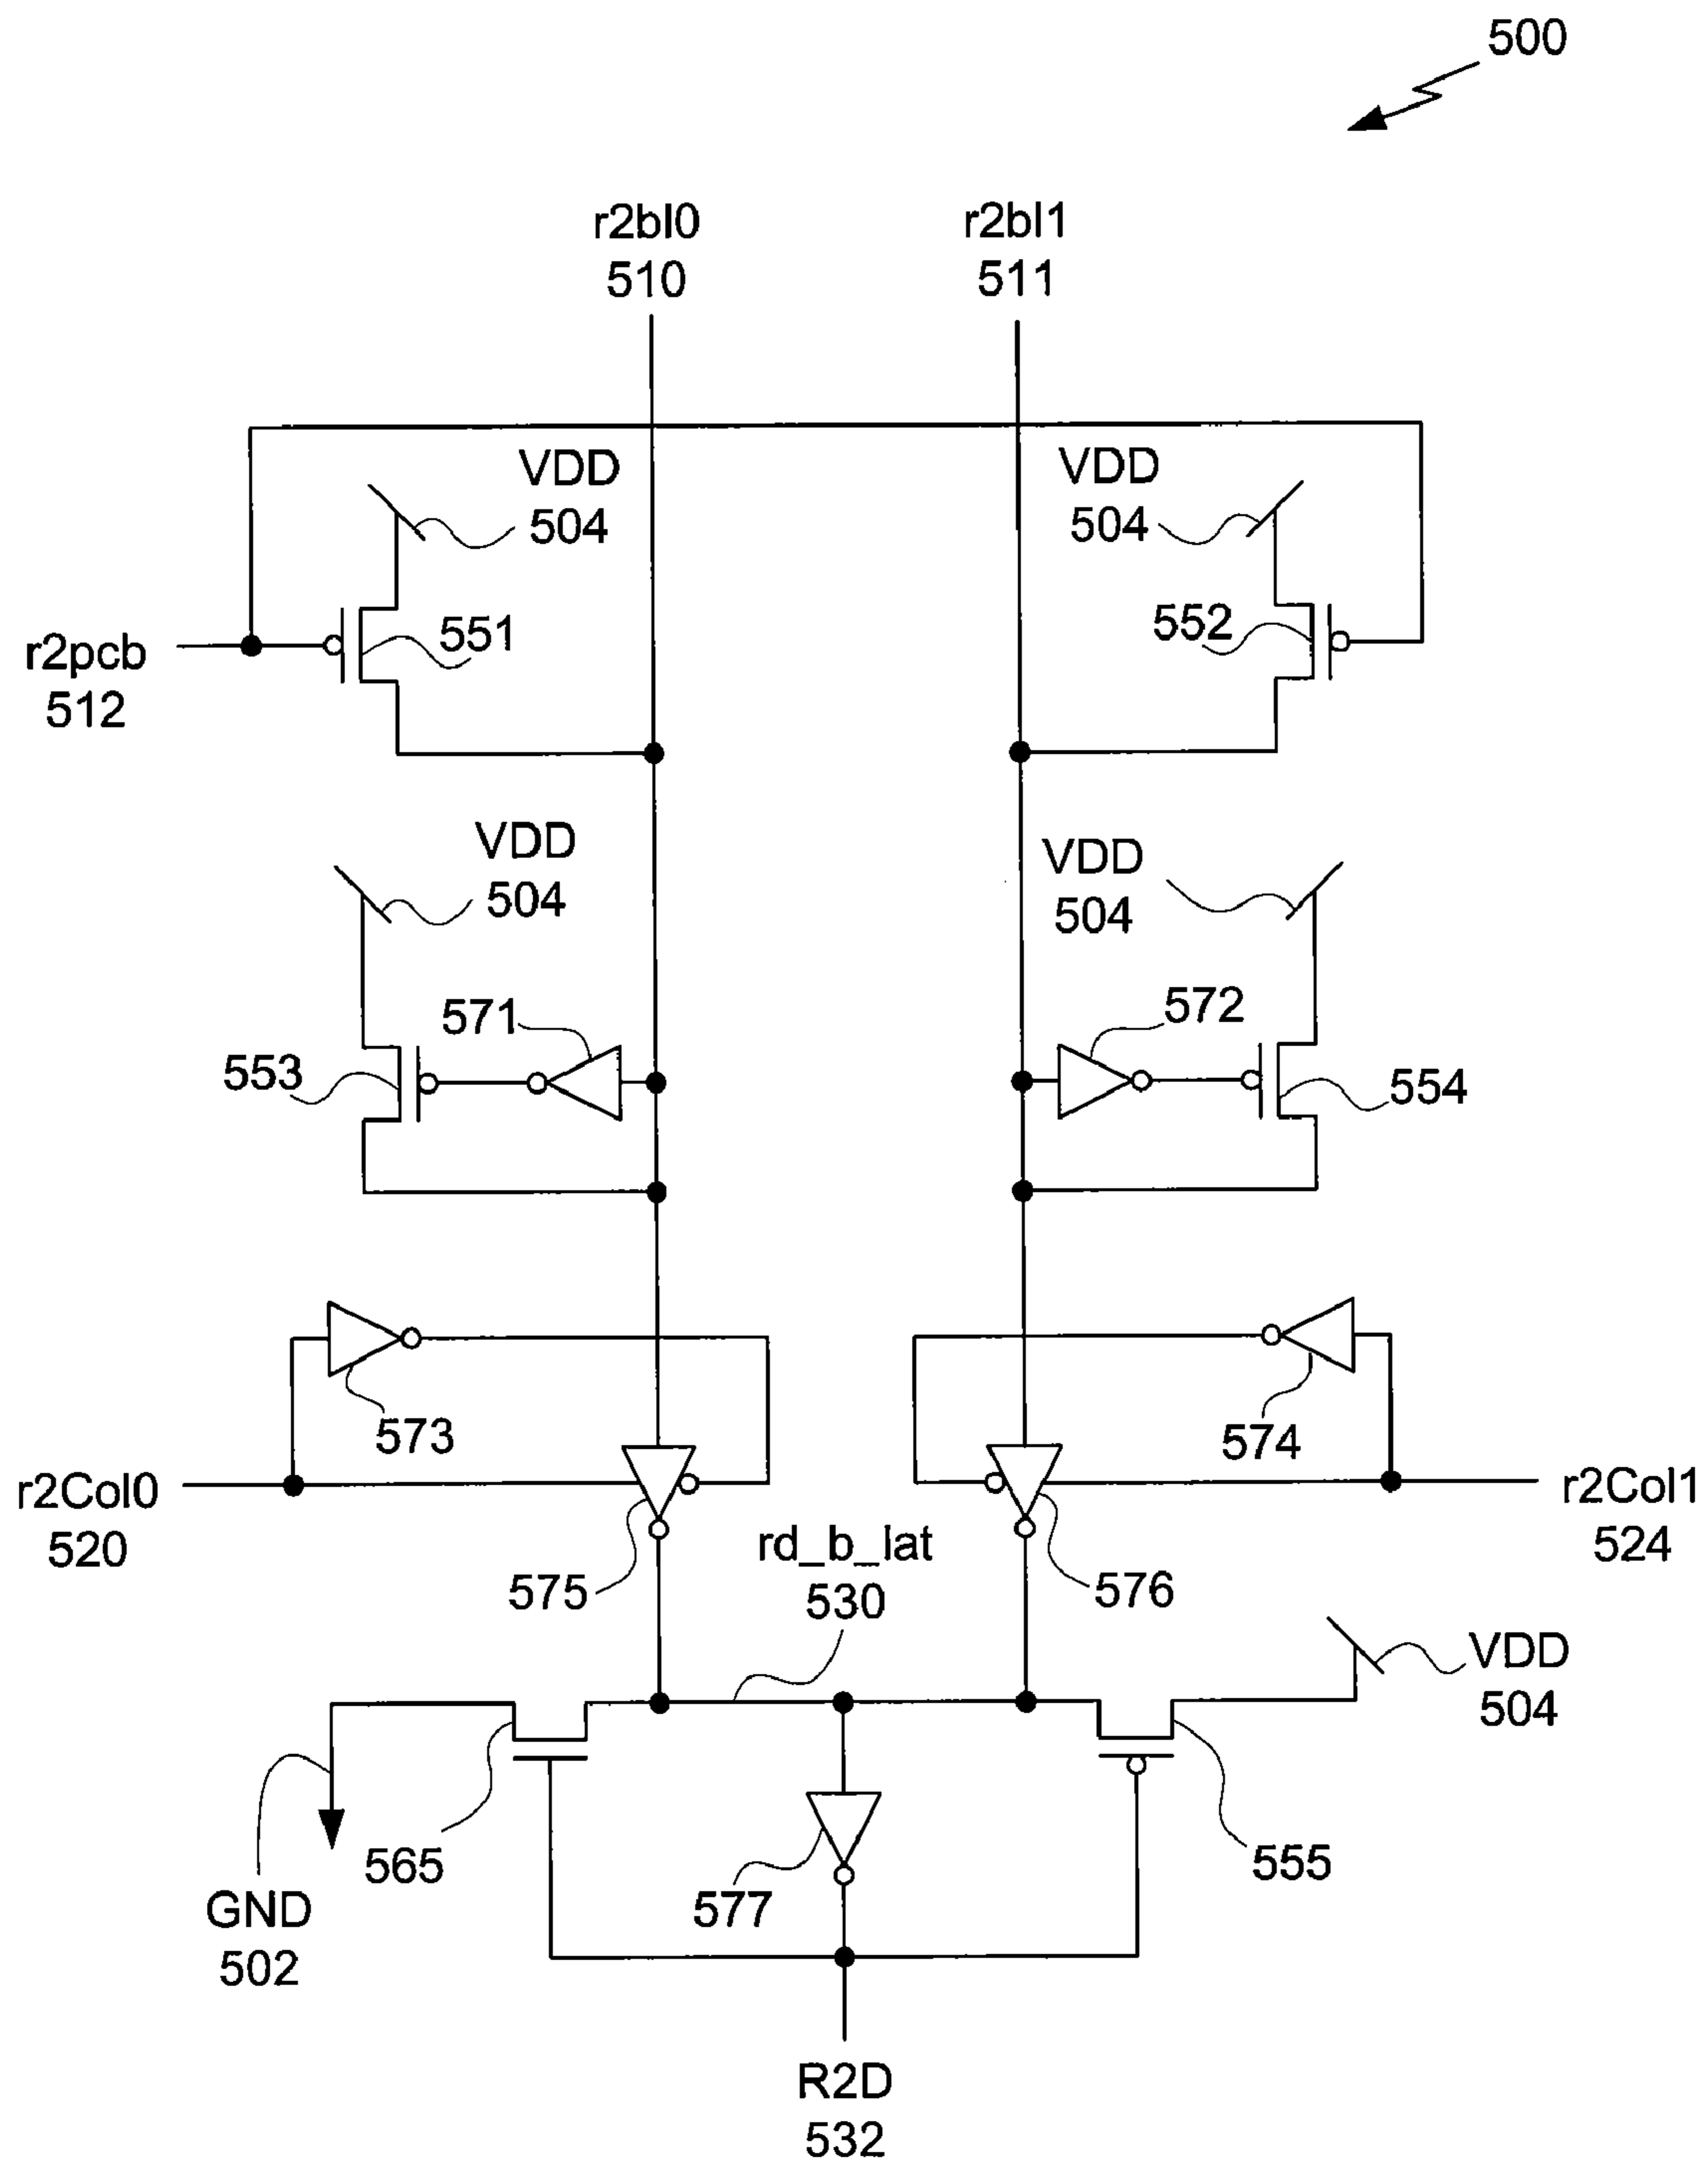 500
r2bl0
510
r2bl1
511
VDD
504
VDD
504
551
552
r2pcb
512
VDD
504
VDD
504
571
572
553
554
573
574
r2Col0
520
r2Col1
524
575
rd_b_lat
530
576
VDD
504
565
555
577
GND
502
R2D
532